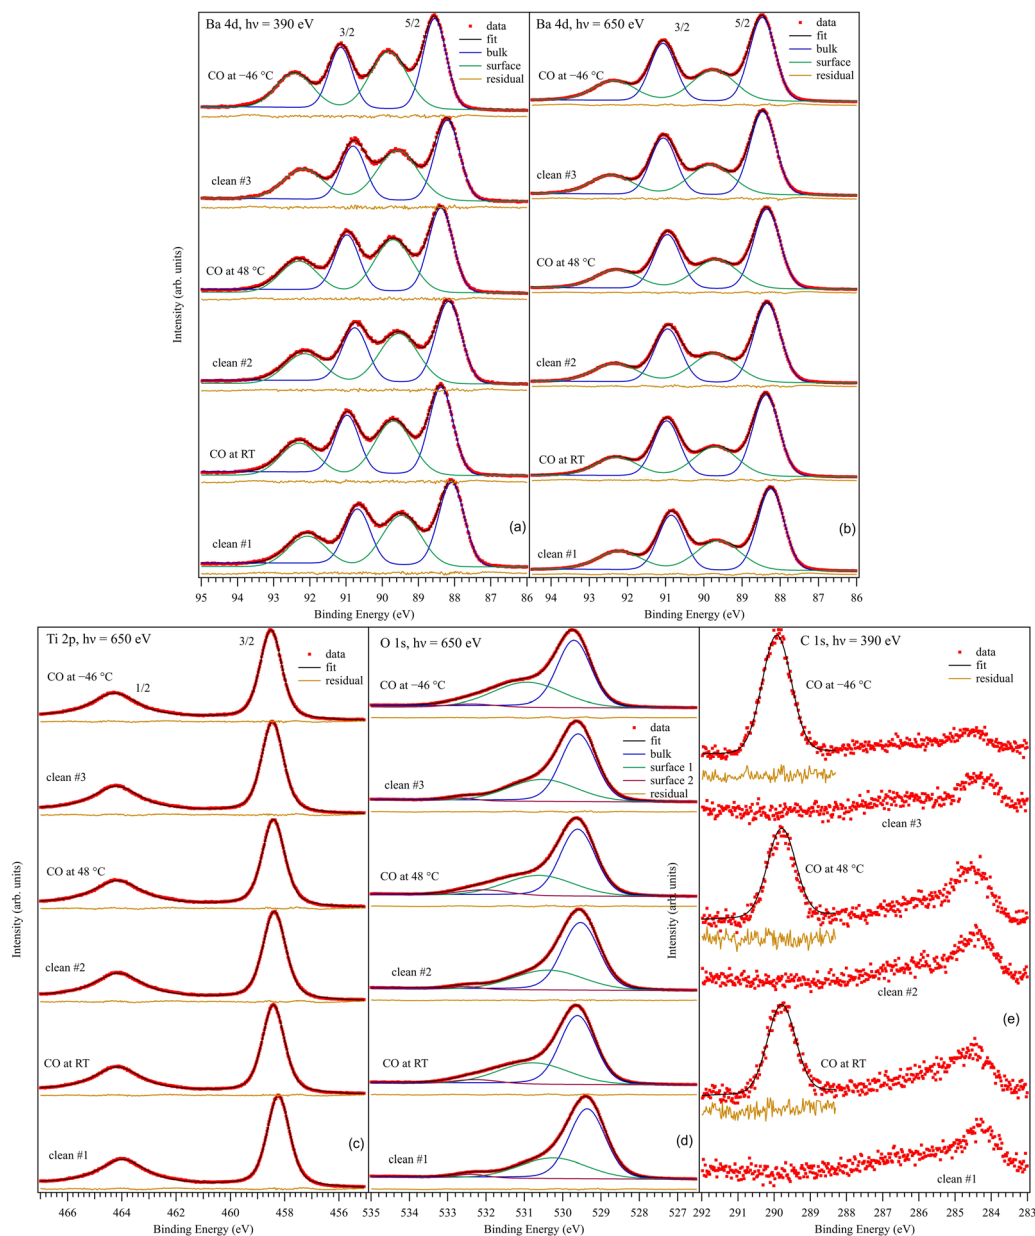 Ba 4d, hν = 390 eV
3/2
5/2
data
fit
bulk
surface
residual
CO at −46 °C
clean #3
CO at 48 °C
clean #2
CO at RT
clean #1
(a)
95 94 93 92 91 90 89 88 87 86
Binding Energy (eV)
Intensity (arb. units)
Ba 4d, hν = 650 eV
3/2
5/2
data
fit
bulk
surface
residual
CO at −46 °C
clean #3
CO at 48 °C
clean #2
CO at RT
clean #1
(b)
94 93 92 91 90 89 88 87 86
Binding Energy (eV)
Ti 2p, hν = 650 eV
3/2
1/2
data
fit
residual
CO at −46 °C
clean #3
CO at 48 °C
clean #2
CO at RT
clean #1
(c)
466 464 462 460 458 456
Binding Energy (eV)
Intensity (arb. units)
O 1s, hν = 650 eV
CO at −46 °C
data
fit
bulk
surface 1
surface 2
residual
clean #3
CO at 48 °C
clean #2
CO at RT
clean #1
(d)
535 534 533 532 531 530 529 528 527
Binding Energy (eV)
Intensity (arb. units)
C 1s, hν = 390 eV
data
fit
residual
CO at −46 °C
clean #3
CO at 48 °C
clean #2
CO at RT
clean #1
(e)
292 291 290 289 288 287 286 285 284 283
Binding Energy (eV)